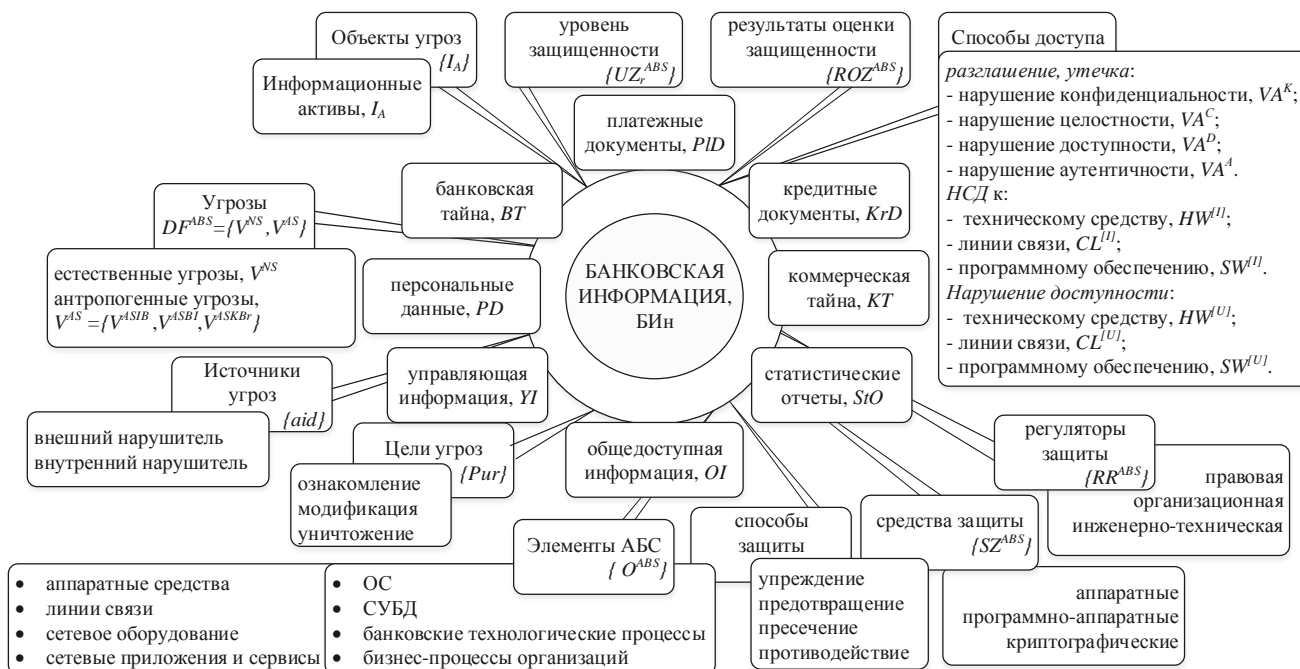 Объекты угроз
{I_A}
Информационные
активы, I_A
уровень
защищенности
{UZ_r^ABS}
результаты оценки
защищенности
{ROZ^ABS}
Способы доступа
разглашение, утечка:
- нарушение конфиденциальности, VA^K;
- нарушение целостности, VA^C;
- нарушение доступности, VA^D;
- нарушение аутентичности, VA^A.
НСД к:
- техническому средству, HW^[I];
- линии связи, CL^[I];
- программному обеспечению, SW^[I].
Нарушение доступности:
- техническому средству, HW^[U];
- линии связи, CL^[U];
- программному обеспечению, SW^[U].
платежные
документы, PlD
банковская
тайна, BT
кредитные
документы, KrD
Угрозы
DF^ABS={V^NS,V^AS}
естественные угрозы, V^NS
антропогенные угрозы,
V^AS ={V^ASIB,V^ASBI,V^ASKBr}
персональные
данные, PD
БАНКОВСКАЯ
ИНФОРМАЦИЯ,
БИн
коммерческая
тайна, KT
Источники
угроз
{aid}
внешний нарушитель
внутренний нарушитель
управляющая
информация, YI
статистические
отчеты, StO
Цели угроз
{Pur}
ознакомление
модификация
уничтожение
общедоступная
информация, OI
регуляторы
защиты
{RR^ABS}
правовая
организационная
инженерно-техническая
Элементы АБС
{ O^ABS}
способы
защиты
средства защиты
{SZ^ABS}
• аппаратные средства
• линии связи
• сетевое оборудование
• сетевые приложения и сервисы
• ОС
• СУБД
• банковские технологические процессы
• бизнес-процессы организаций
упреждение
предотвращение
пресечение
противодействие
аппаратные
программно-аппаратные
криптографические